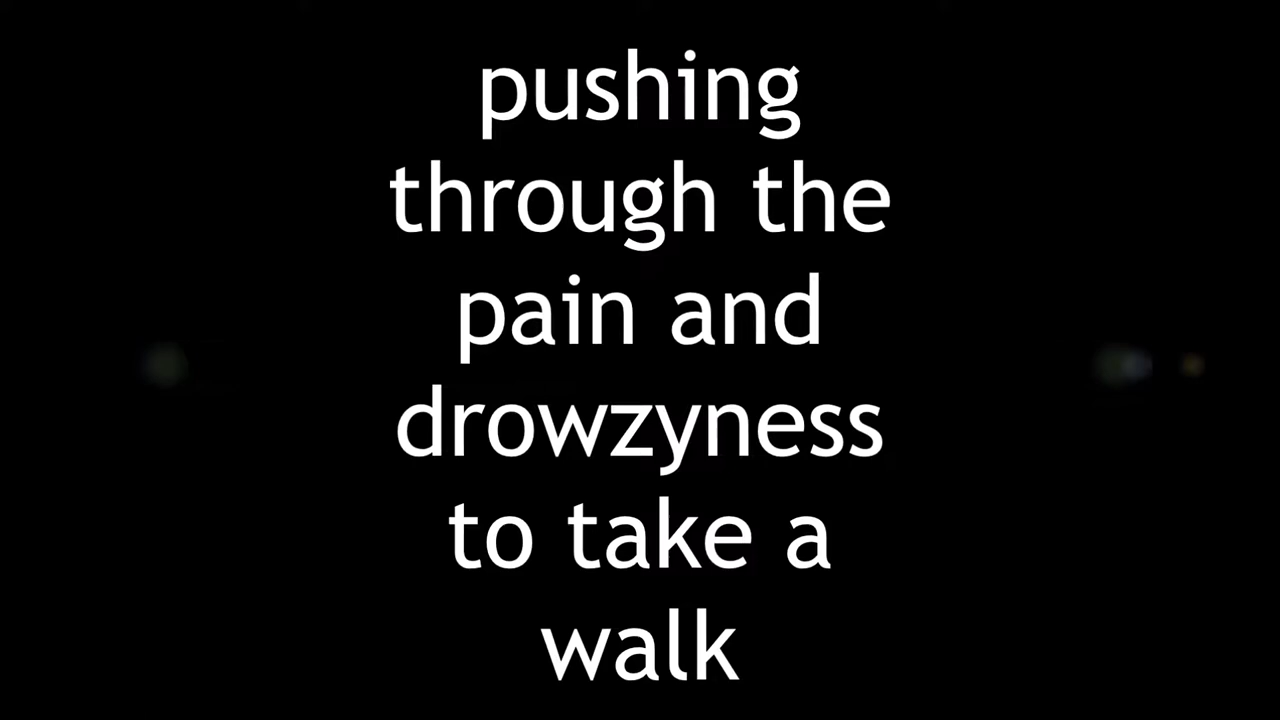 pushing
through the
pain and
drowzyness
to take a
walk